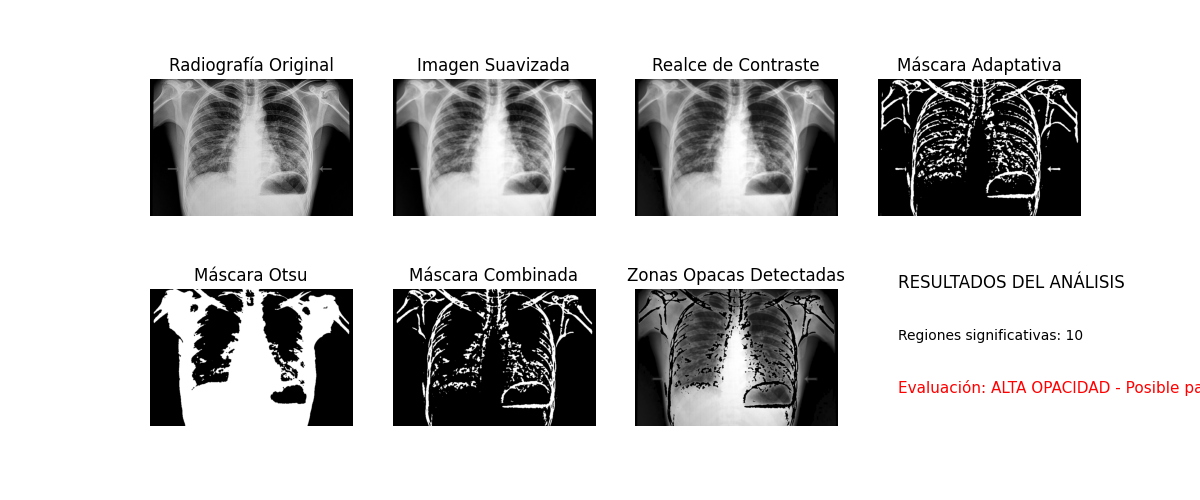 Radiografía Original
Imagen Suavizada
Realce de Contraste
Máscara Adaptativa
Máscara Otsu
Máscara Combinada
Zonas Opacas Detectadas
RESULTADOS DEL ANÁLISIS
Regiones significativas: 10
Evaluación: ALTA OPACIDAD - Posible pa